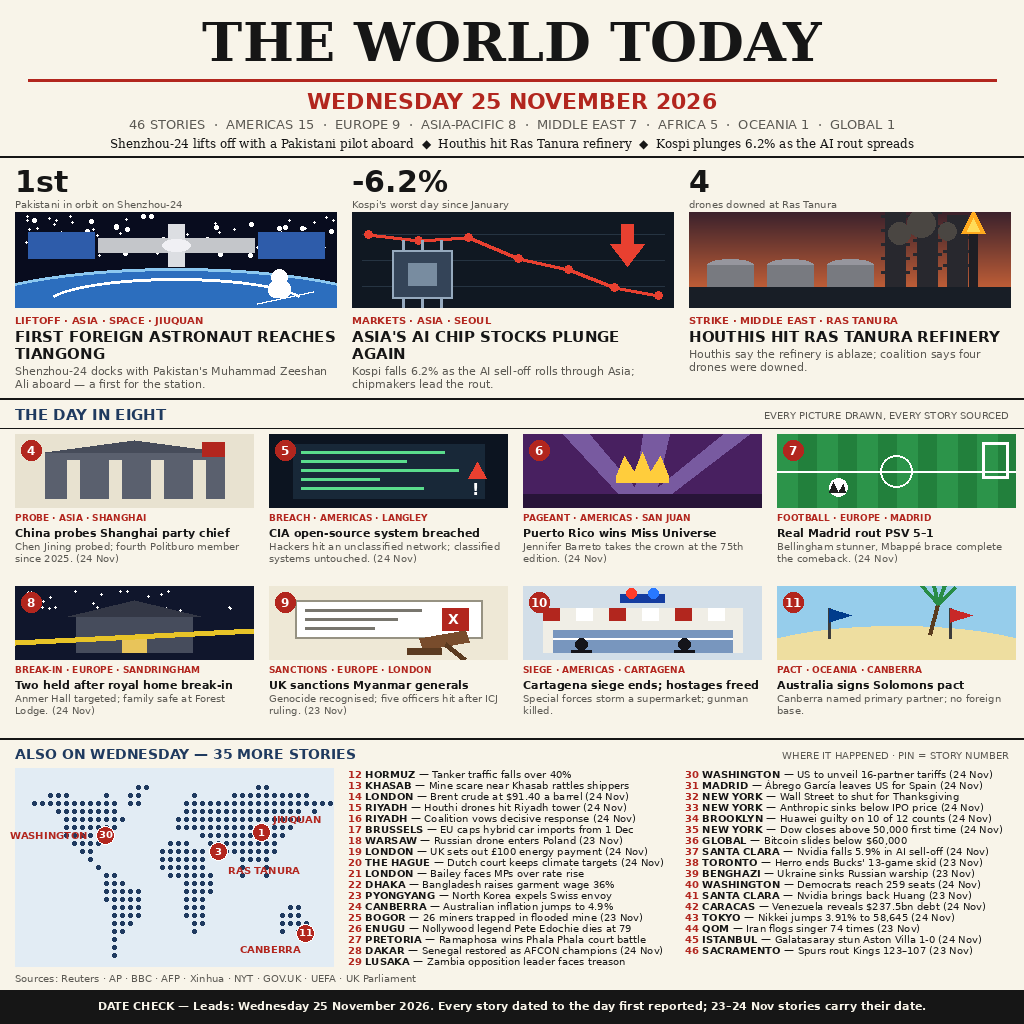 THE WORLD TODAY
WEDNESDAY 25 NOVEMBER 2026
46 STORIES · AMERICAS 15 · EUROPE 9 · ASIA-PACIFIC 8 · MIDDLE EAST 7 · AFRICA 5 · OCEANIA 1 · GLOBAL 1
Shenzhou-24 lifts off with a Pakistani pilot aboard ◆ Houthis hit Ras Tanura refinery ◆ Kospi plunges 6.2% as the AI rout spreads
1st
Pakistani in orbit on Shenzhou-24
LIFTOFF · ASIA · SPACE · JIUQUAN
FIRST FOREIGN ASTRONAUT REACHES
TIANGONG
Shenzhou-24 docks with Pakistan's Muhammad Zeeshan
Ali aboard — a first for the station.
-6.2%
Kospi's worst day since January
MARKETS · ASIA · SEOUL
ASIA'S AI CHIP STOCKS PLUNGE
AGAIN
Kospi falls 6.2% as the AI sell-off rolls through Asia;
chipmakers lead the rout.
4
drones downed at Ras Tanura
STRIKE · MIDDLE EAST · RAS TANURA
HOUTHIS HIT RAS TANURA REFINERY
Houthis say the refinery is ablaze; coalition says four
drones were downed.
THE DAY IN EIGHT
EVERY PICTURE DRAWN, EVERY STORY SOURCED
4
PROBE · ASIA · SHANGHAI
China probes Shanghai party chief
Chen Jining probed; fourth Politburo member
since 2025. (24 Nov)
5
!
BREACH · AMERICAS · LANGLEY
CIA open-source system breached
Hackers hit an unclassified network; classified
systems untouched. (24 Nov)
6
PAGEANT · AMERICAS · SAN JUAN
Puerto Rico wins Miss Universe
Jennifer Barreto takes the crown at the 75th
edition. (24 Nov)
7
FOOTBALL · EUROPE · MADRID
Real Madrid rout PSV 5–1
Bellingham stunner, Mbappé brace complete
the comeback. (24 Nov)
8
BREAK-IN · EUROPE · SANDRINGHAM
Two held after royal home break-in
Anmer Hall targeted; family safe at Forest
Lodge. (24 Nov)
9
X
SANCTIONS · EUROPE · LONDON
UK sanctions Myanmar generals
Genocide recognised; five officers hit after ICJ
ruling. (23 Nov)
10
SIEGE · AMERICAS · CARTAGENA
Cartagena siege ends; hostages freed
Special forces storm a supermarket; gunman
killed.
11
PACT · OCEANIA · CANBERRA
Australia signs Solomons pact
Canberra named primary partner; no foreign
base.
ALSO ON WEDNESDAY — 35 MORE STORIES
WHERE IT HAPPENED · PIN = STORY NUMBER
JIUQUAN
WASHINGTON
30
1
3
RAS TANURA
11
CANBERRA
12 HORMUZ — Tanker traffic falls over 40%
13 KHASAB — Mine scare near Khasab rattles shippers
14 LONDON — Brent crude at $91.40 a barrel (24 Nov)
15 RIYADH — Houthi drones hit Riyadh tower (24 Nov)
16 RIYADH — Coalition vows decisive response (24 Nov)
17 BRUSSELS — EU caps hybrid car imports from 1 Dec
18 WARSAW — Russian drone enters Poland (23 Nov)
19 LONDON — UK sets out £100 energy payment (24 Nov)
20 THE HAGUE — Dutch court keeps climate targets (24 Nov)
21 LONDON — Bailey faces MPs over rate rise
22 DHAKA — Bangladesh raises garment wage 36%
23 PYONGYANG — North Korea expels Swiss envoy
24 CANBERRA — Australian inflation jumps to 4.9%
25 BOGOR — 26 miners trapped in flooded mine (23 Nov)
26 ENUGU — Nollywood legend Pete Edochie dies at 79
27 PRETORIA — Ramaphosa wins Phala Phala court battle
28 DAKAR — Senegal restored as AFCON champions (24 Nov)
29 LUSAKA — Zambia opposition leader faces treason
30 WASHINGTON — US to unveil 16-partner tariffs (24 Nov)
31 MADRID — Ábrego García leaves US for Spain (24 Nov)
32 NEW YORK — Wall Street to shut for Thanksgiving
33 NEW YORK — Anthropic sinks below IPO price (24 Nov)
34 BROOKLYN — Huawei guilty on 10 of 12 counts (24 Nov)
35 NEW YORK — Dow closes above 50,000 first time (24 Nov)
36 GLOBAL — Bitcoin slides below $60,000
37 SANTA CLARA — Nvidia falls 5.9% in AI sell-off (24 Nov)
38 TORONTO — Herro ends Bucks' 13-game skid (23 Nov)
39 BENGHAZI — Ukraine sinks Russian warship (23 Nov)
40 WASHINGTON — Democrats reach 259 seats (24 Nov)
41 SANTA CLARA — Nvidia brings back Huang (23 Nov)
42 CARACAS — Venezuela reveals $237.5bn debt (24 Nov)
43 TOKYO — Nikkei jumps 3.91% to 58,645 (24 Nov)
44 QOM — Iran flogs singer 74 times (23 Nov)
45 ISTANBUL — Galatasaray stun Aston Villa 1-0 (24 Nov)
46 SACRAMENTO — Spurs rout Kings 123–107 (23 Nov)
Sources: Reuters · AP · BBC · AFP · Xinhua · NYT · GOV.UK · UEFA · UK Parliament
DATE CHECK — Leads: Wednesday 25 November 2026. Every story dated to the day first reported; 23–24 Nov stories carry their date.